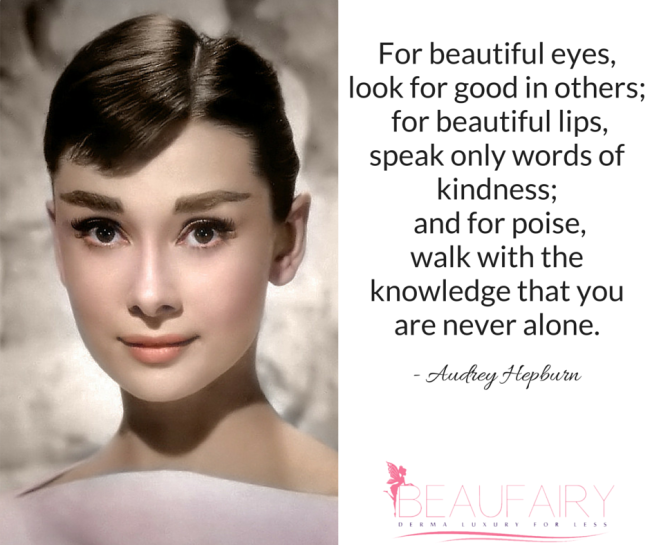 For beautiful eyes,
look for good in others;
for beautiful lips,
speak only words of
kindness;
and for poise,
walk with the
knowledge that you
are never alone.
- Audrey Hepburn
BEAUFAIRY
DERMA LUXURY FOR LESS